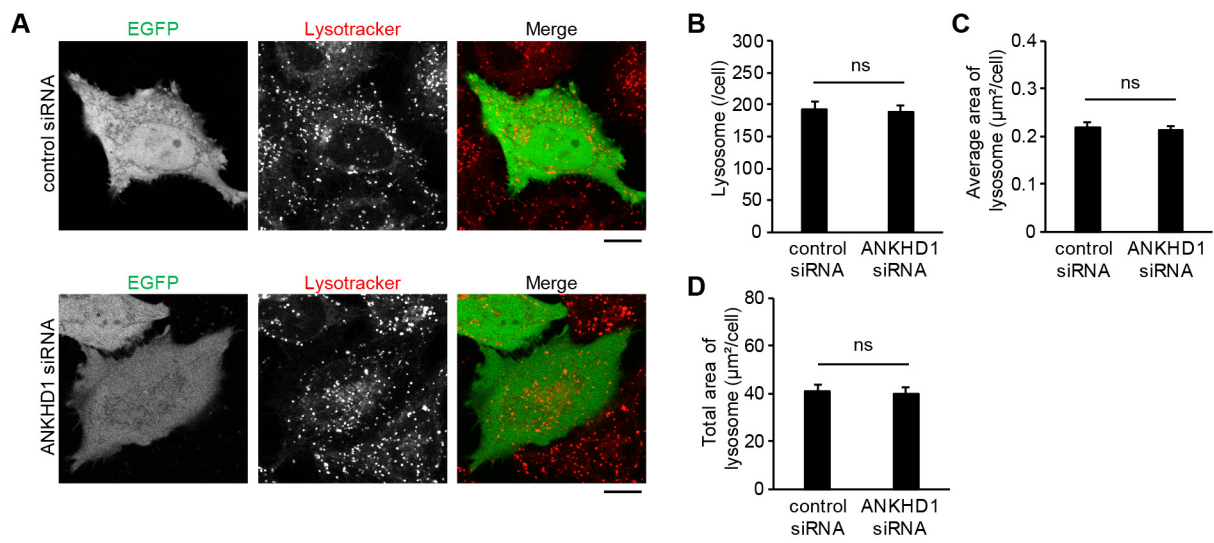 A
EGFP
Lysotracker
Merge
control siRNA
EGFP
Lysotracker
Merge
ANKHD1 siRNA
B
Lysosome (/cell)
300
250
200
150
100
50
0
ns
control
siRNA
ANKHD1
siRNA
C
Average area of
lysosome (μm²/cell)
0.4
0.3
0.2
0.1
0
ns
control
siRNA
ANKHD1
siRNA
D
Total area of
lysosome (μm²/cell)
80
60
40
20
0
ns
control
siRNA
ANKHD1
siRNA